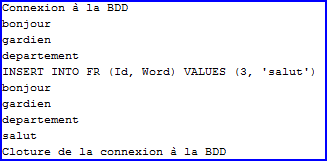 Connexion à la BDD
bonjour
gardien
departement
INSERT INTO FR (Id, Word) VALUES (3, 'salut')
bonjour
gardien
departement
salut
Cloture de la connexion à la BDD